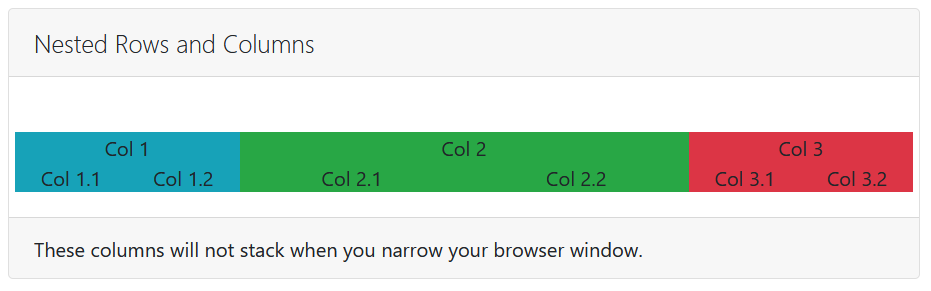 Nested Rows and Columns
Col 1 Col 2 Col 3
Col 1.1 Col 1.2 Col 2.1 Col 2.2 Col 3.1 Col 3.2
These columns will not stack when you narrow your browser window.